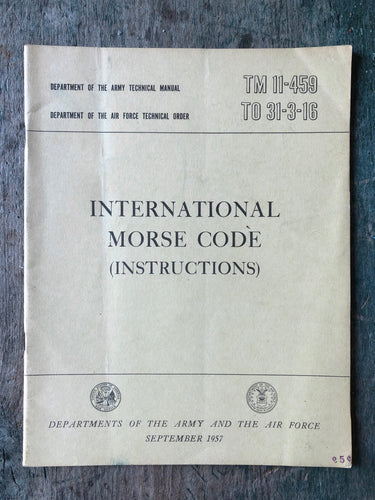 DEPARTMENT OF THE ARMY TECHNICAL MANUAL TM 11-459
DEPARTMENT OF THE AIR FORCE TECHNICAL ORDER TO 31-3-16
INTERNATIONAL
MORSE CODE
(INSTRUCTIONS)
DEPARTMENTS OF THE ARMY AND THE AIR FORCE
SEPTEMBER 1957